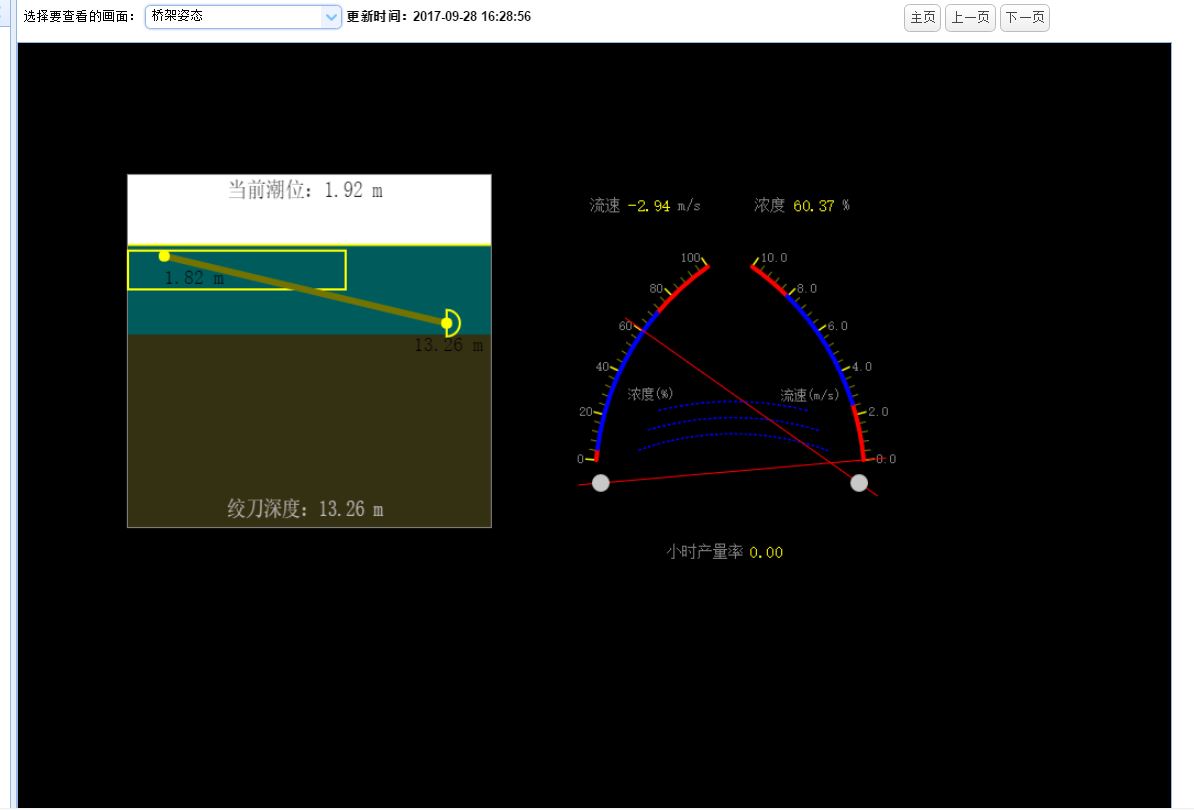 选择要查看的画面： 桥架姿态 更新时间：2017-09-28 16:28:56 主页 上一页 下一页
当前潮位：1.92 m
1.82 m
13.26 m
绞刀深度：13.26 m
流速 -2.94 m/s 浓度 60.37 %
100 10.0
80 8.0
60 6.0
40 4.0
浓度(%) 流速(m/s)
20 2.0
0 0.0
小时产量率 0.00